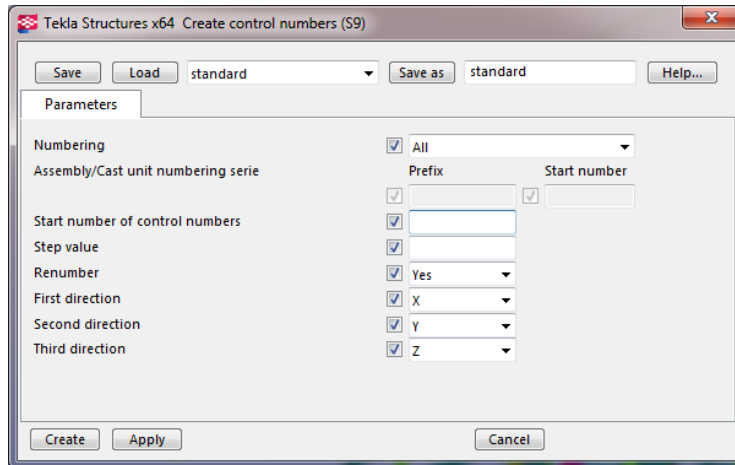 Tekla Structures x64 Create control numbers (S9)
Save Load standard Save as standard Help...
Parameters
Numbering All
Assembly/Cast unit numbering serie Prefix Start number
Start number of control numbers
Step value
Renumber Yes
First direction X
Second direction Y
Third direction Z
Create Apply Cancel